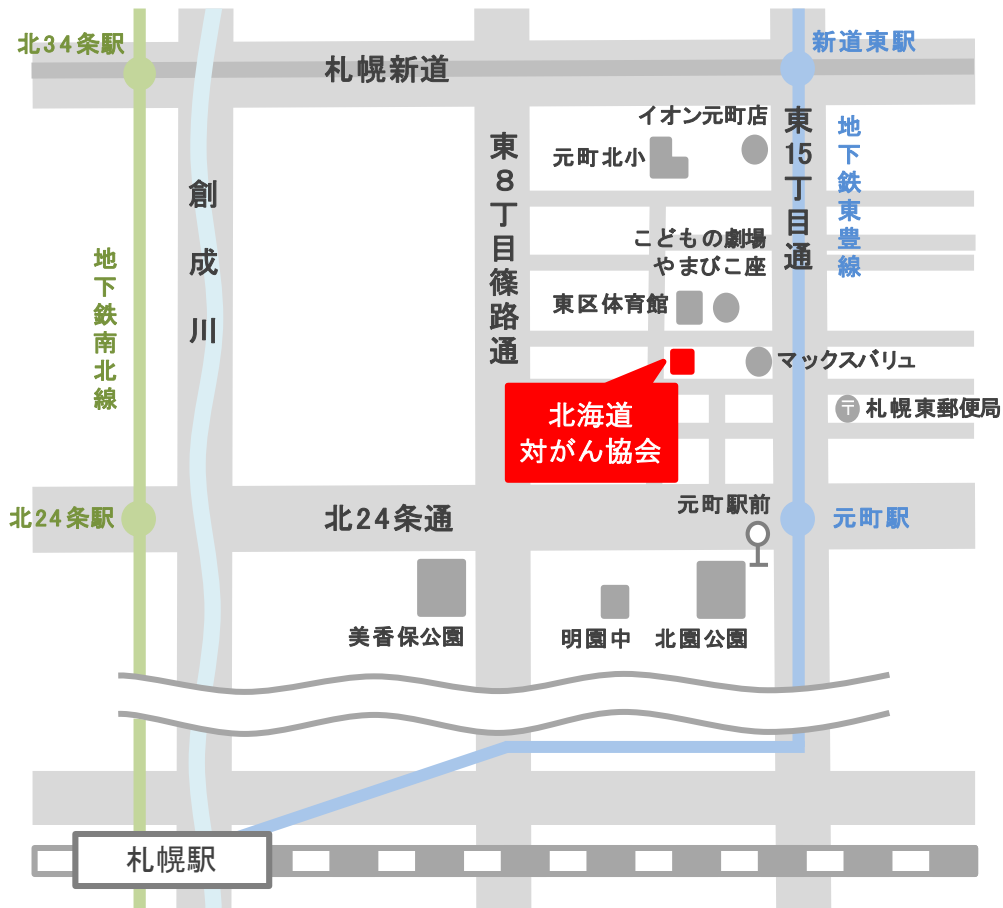 北34条駅
新道東駅
札幌新道
イオン元町店
元町北小
東15丁目通
地下鉄東豊線
東8丁目篠路通
創成川
地下鉄南北線
こどもの劇場
やまびこ座
東区体育館
マックスバリュ
〒
札幌東郵便局
北海道
対がん協会
北24条駅
北24条通
元町駅前
元町駅
美香保公園
明園中
北園公園
札幌駅